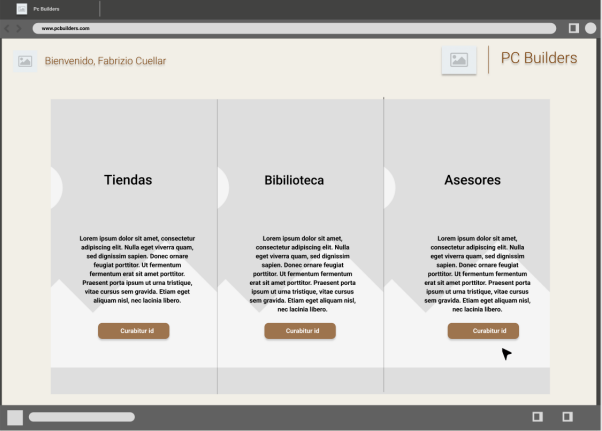 Pc Builders
www.pcbuilders.com
Bienvenido, Fabrizio Cuellar
PC Builders
Tiendas
Lorem ipsum dolor sit amet, consectetur
adipiscing elit. Nulla eget viverra quam,
sed dignissim sapien. Donec ornare
feugiat porttitor. Ut fermentum
fermentum erat sit amet porttitor.
Praesent porta ipsum ut urna tristique,
vitae cursus sem gravida. Etiam eget
aliquam nisl, nec lacinia libero.
Curabitur id
Bibilioteca
Lorem ipsum dolor sit amet,
consectetur adipiscing elit. Nulla
eget viverra quam, sed dignissim
sapien. Donec ornare feugiat
porttitor. Ut fermentum fermentum
erat sit amet porttitor. Praesent porta
ipsum ut urna tristique, vitae cursus
sem gravida. Etiam eget aliquam nisl,
nec lacinia libero.
Curabitur id
Asesores
Lorem ipsum dolor sit amet,
consectetur adipiscing elit. Nulla
eget viverra quam, sed dignissim
sapien. Donec ornare feugiat
porttitor. Ut fermentum fermentum
erat sit amet porttitor. Praesent porta
ipsum ut urna tristique, vitae cursus
sem gravida. Etiam eget aliquam nisl,
nec lacinia libero.
Curabitur id